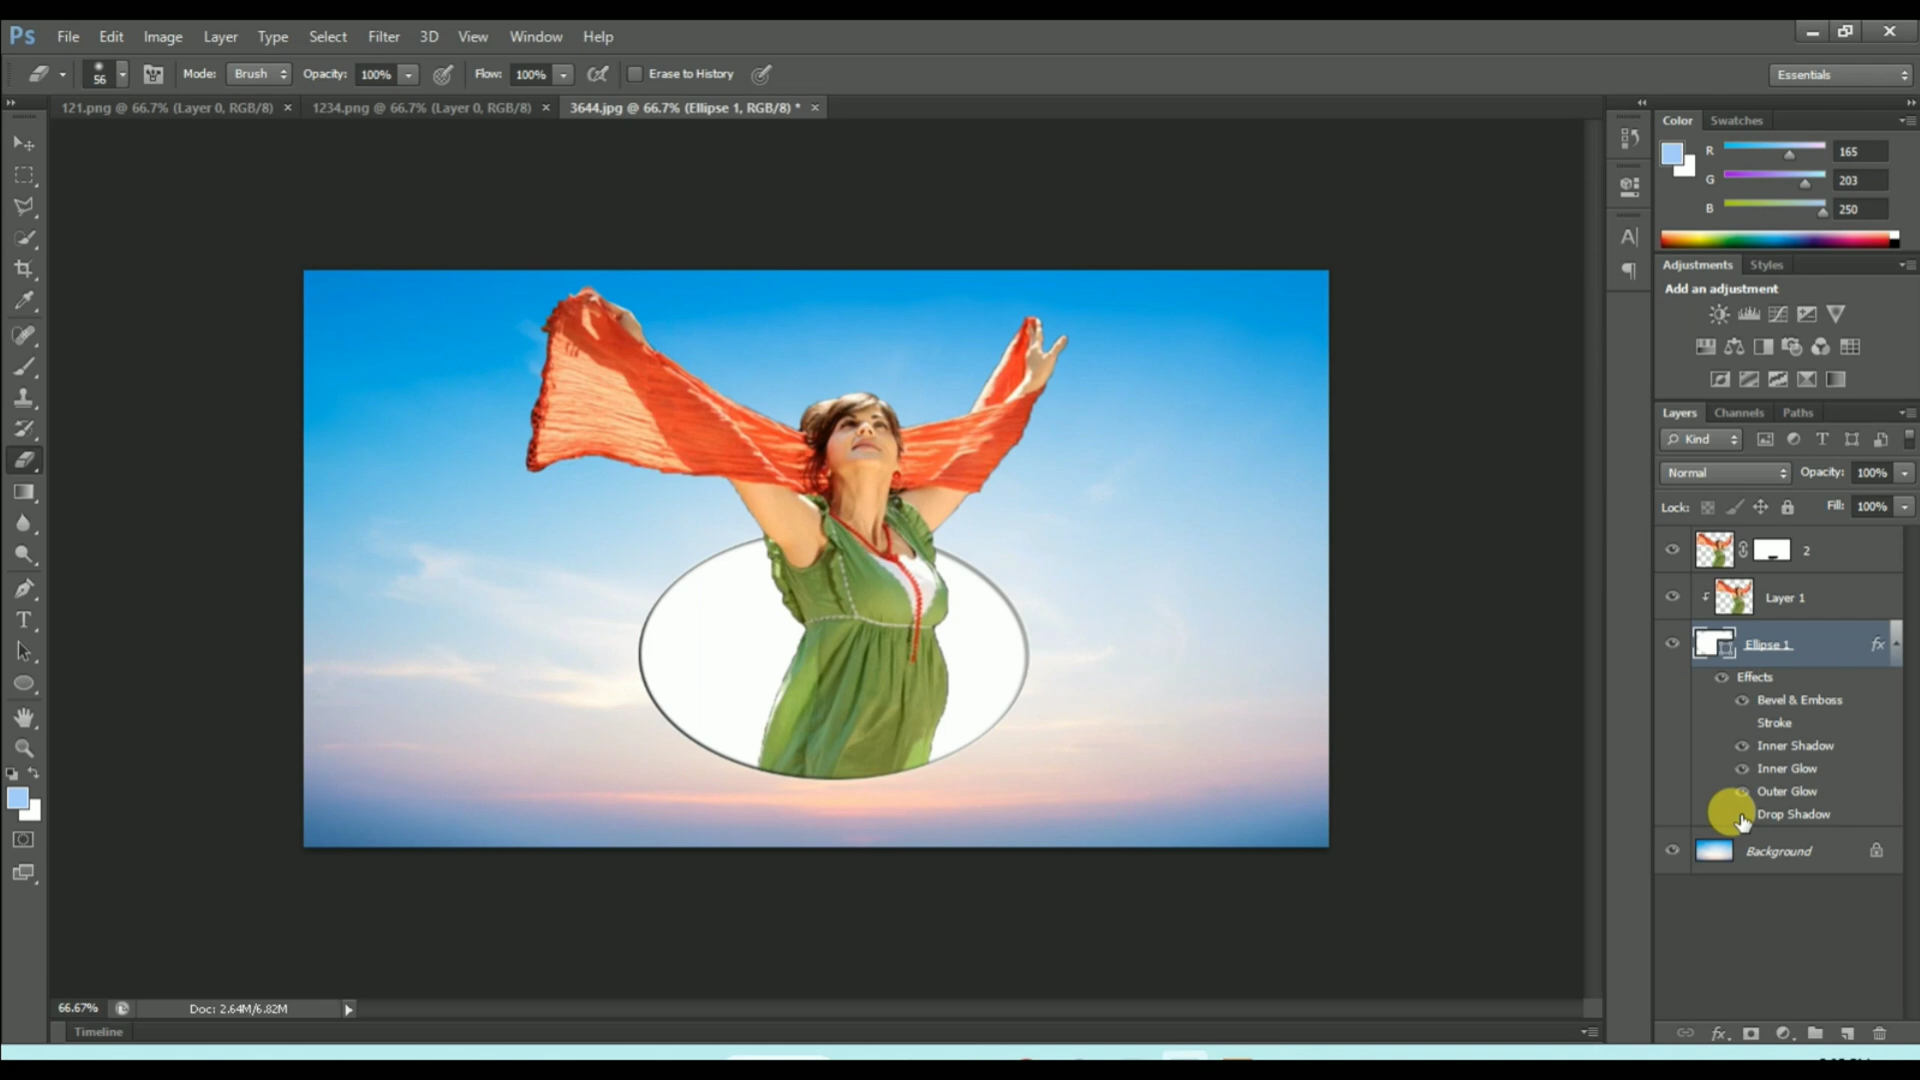 Ps File Edit Image Layer Type Select Filter 3D View Window Help
56 Mode: Brush Opacity: 100% Flow: 100% Erase to History Essentials
121.png @ 66.7% (Layer 0, RGB/8) × 1234.png @ 66.7% (Layer 0, RGB/8) × 3644.jpg @ 66.7% (Ellipse 1, RGB/8) * ×
Color Swatches
R 165
G 203
B 250
Adjustments Styles
Add an adjustment
Layers Channels Paths
Kind
Normal Opacity: 100%
Lock: Fill: 100%
2
Layer 1
Ellipse 1 fx
Effects
Bevel & Emboss
Stroke
Inner Shadow
Inner Glow
Outer Glow
Drop Shadow
Background
66.67% Doc: 2.64M/6.82M
Timeline
fx